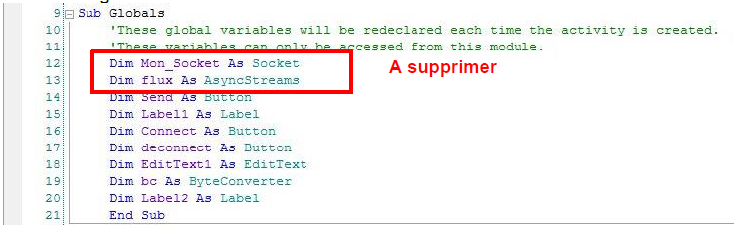 9 Sub Globals
10 'These global variables will be redeclared each time the activity is created.
11 'These variables can only be accessed from this module.
12 Dim Mon_Socket As Socket
A supprimer
13 Dim flux As AsyncStreams
14 Dim Send As Button
15 Dim Label1 As Label
16 Dim Connect As Button
17 Dim deconnect As Button
18 Dim EditText1 As EditText
19 Dim bc As ByteConverter
20 Dim Label2 As Label
21 End Sub